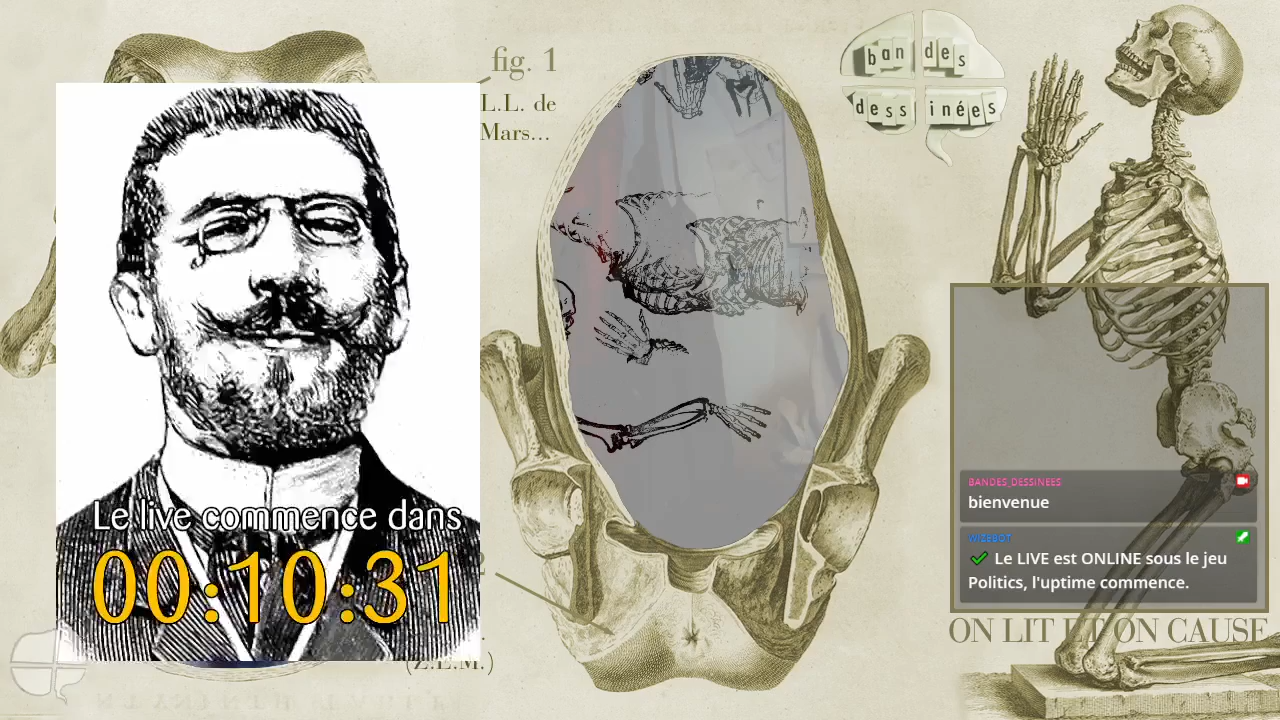 fig. 1
L.L. de
Mars...
ban des
dess inées
Le live commence dans
00:10:31
BANDES_DESSINEES
bienvenue
WIZEBOT
Le LIVE est ONLINE sous le jeu
Politics, l'uptime commence.
ON LIT ET ON CAUSE
(Z.L.M.)